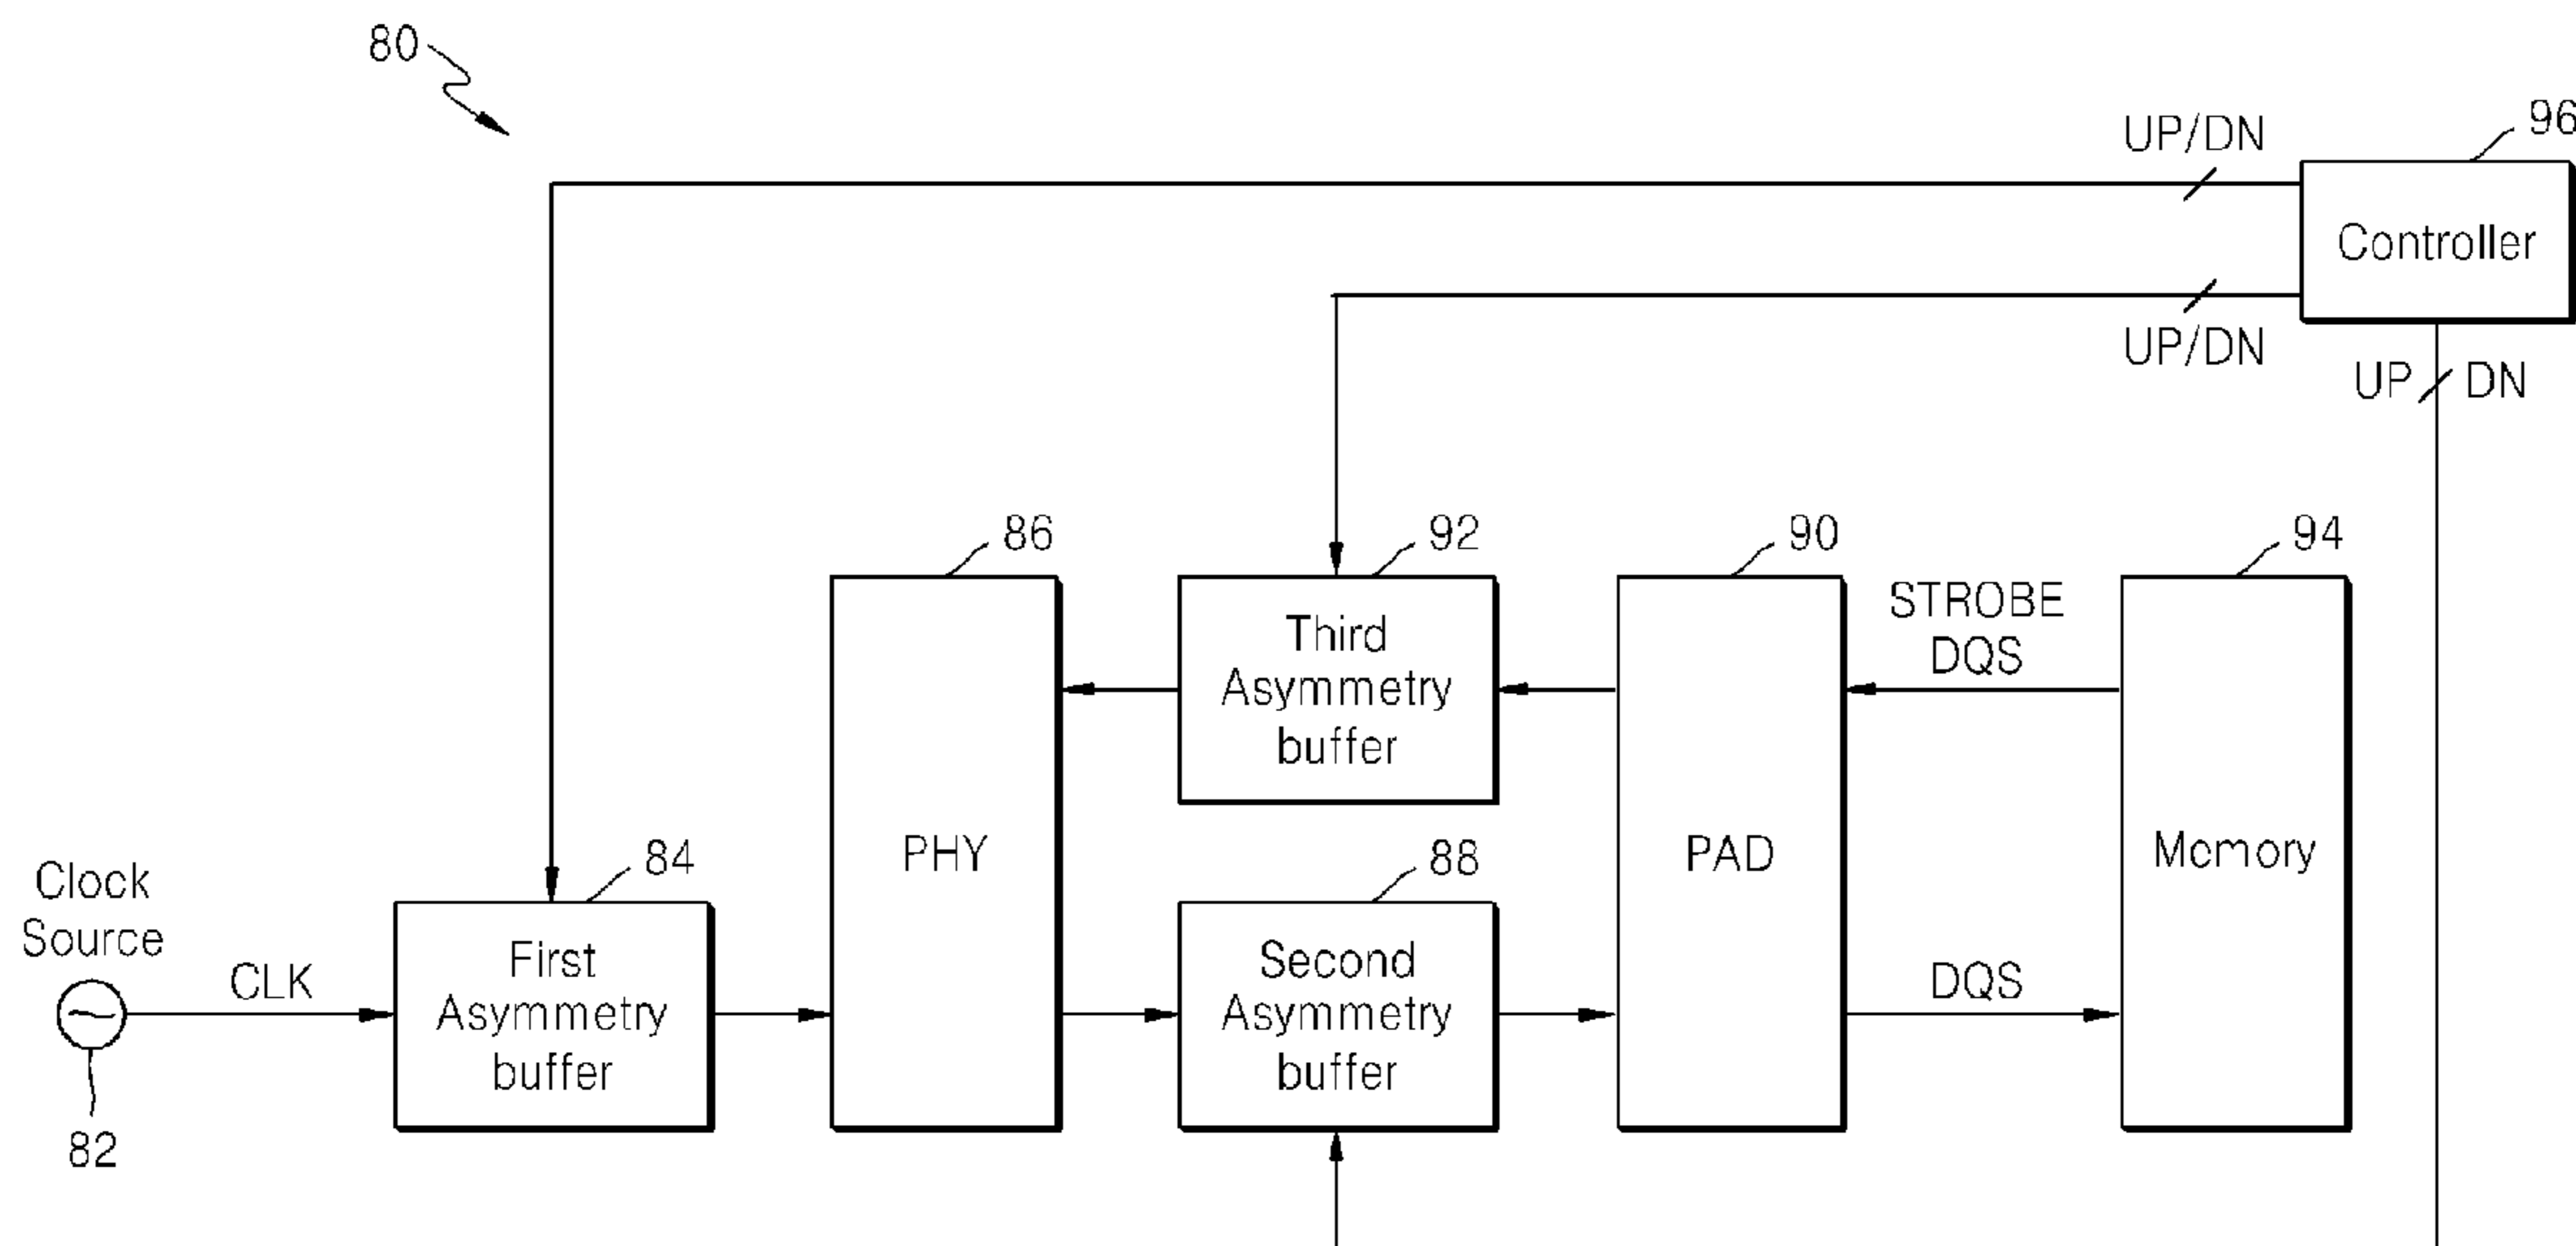 80
96
UP/DN
Controller
UP/DN
UP DN
86
92
90
94
Third
Asymmetry
buffer
STROBE
DQS
PHY
PAD
Memory
84
88
Clock
Source
CLK
First
Asymmetry
buffer
Second
Asymmetry
buffer
DQS
82